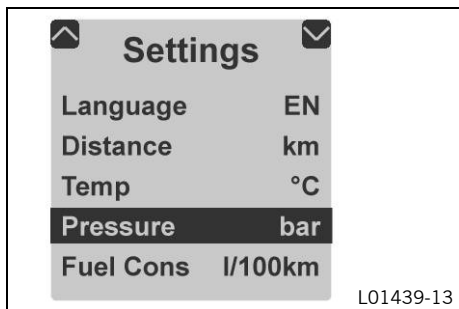 Settings
Language EN
Distance km
Temp °C
Pressure bar
Fuel Cons l/100km
L01439-13